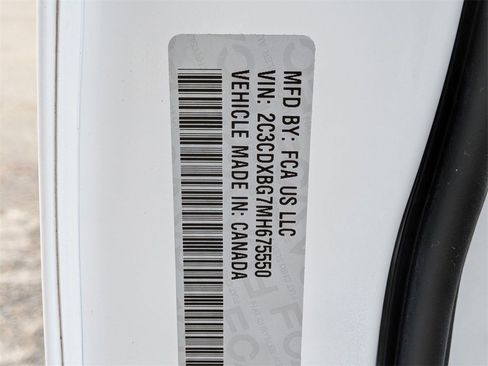 MFD BY: FCA US LLC
VIN: 2C3CDXBG7MH675550
VEHICLE MADE IN: CANADA